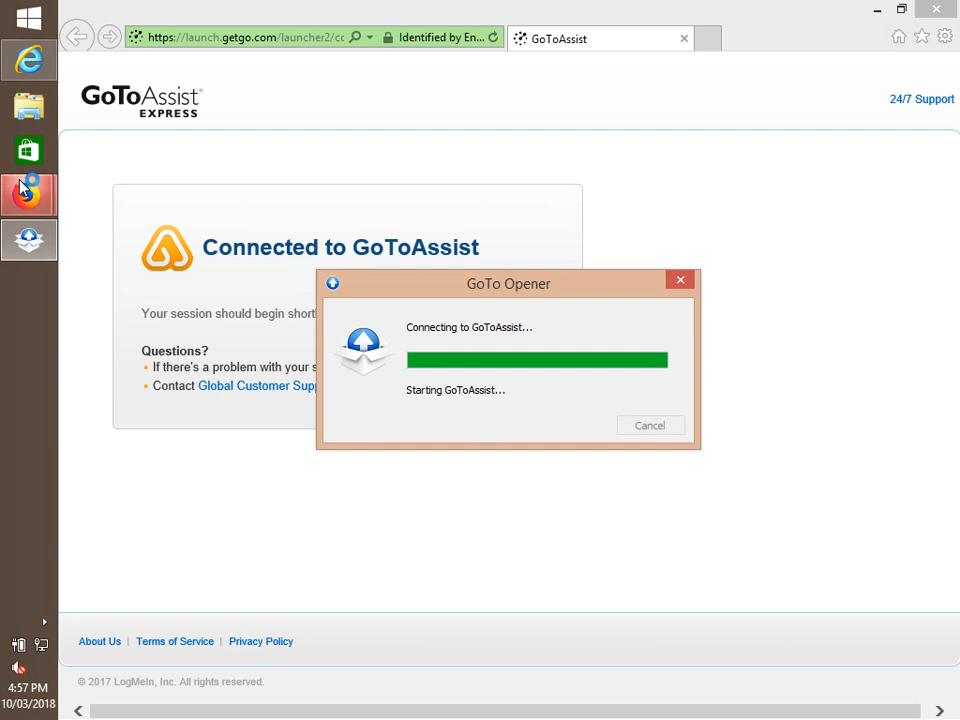 https://launch.getgo.com/launcher2/cc
Identified by En...
GoToAssist
GoToAssist®
EXPRESS
24/7 Support
Connected to GoToAssist
Your session should begin short
Questions?
• If there's a problem with your s
• Contact Global Customer Supp
GoTo Opener
Connecting to GoToAssist...
Starting GoToAssist...
Cancel
About Us | Terms of Service | Privacy Policy
© 2017 LogMeIn, Inc. All rights reserved.
4:57 PM
10/03/2018